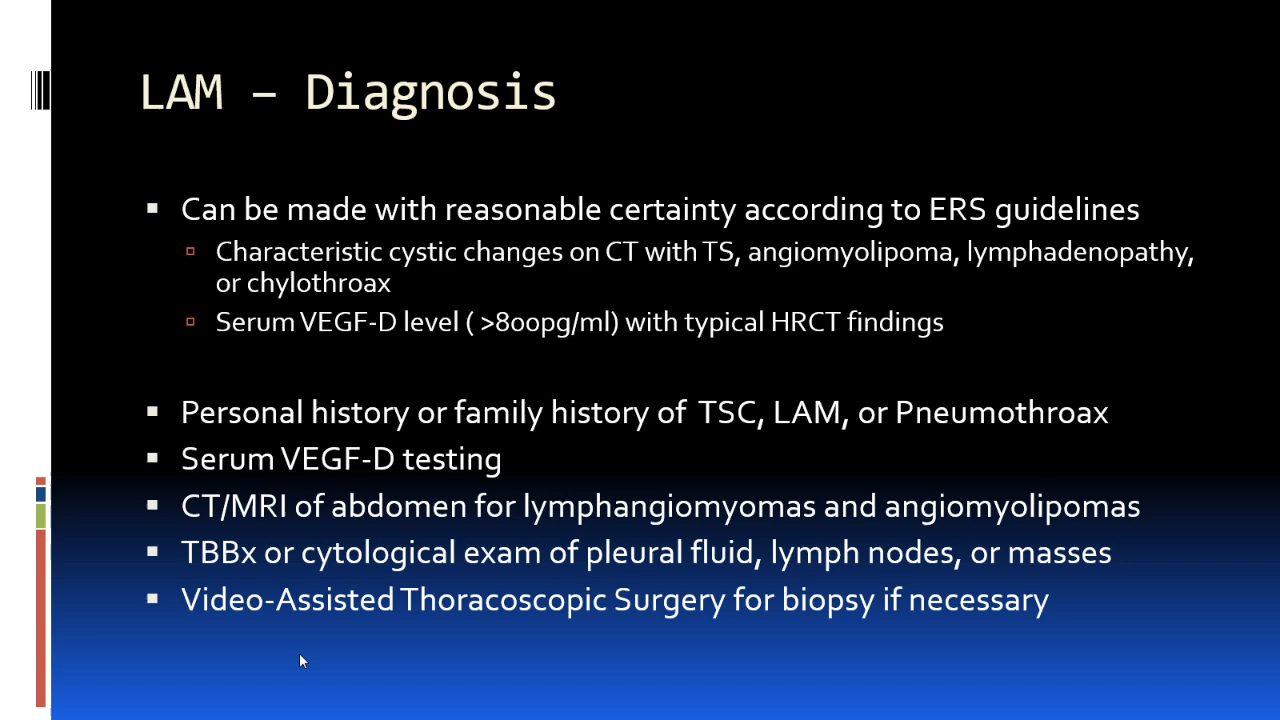 LAM – Diagnosis
Can be made with reasonable certainty according to ERS guidelines
Characteristic cystic changes on CT with TS, angiomyolipoma, lymphadenopathy,
or chylothroax
Serum VEGF-D level ( >800pg/ml) with typical HRCT findings
Personal history or family history of TSC, LAM, or Pneumothroax
Serum VEGF-D testing
CT/MRI of abdomen for lymphangiomyomas and angiomyolipomas
TBBx or cytological exam of pleural fluid, lymph nodes, or masses
Video-Assisted Thoracoscopic Surgery for biopsy if necessary